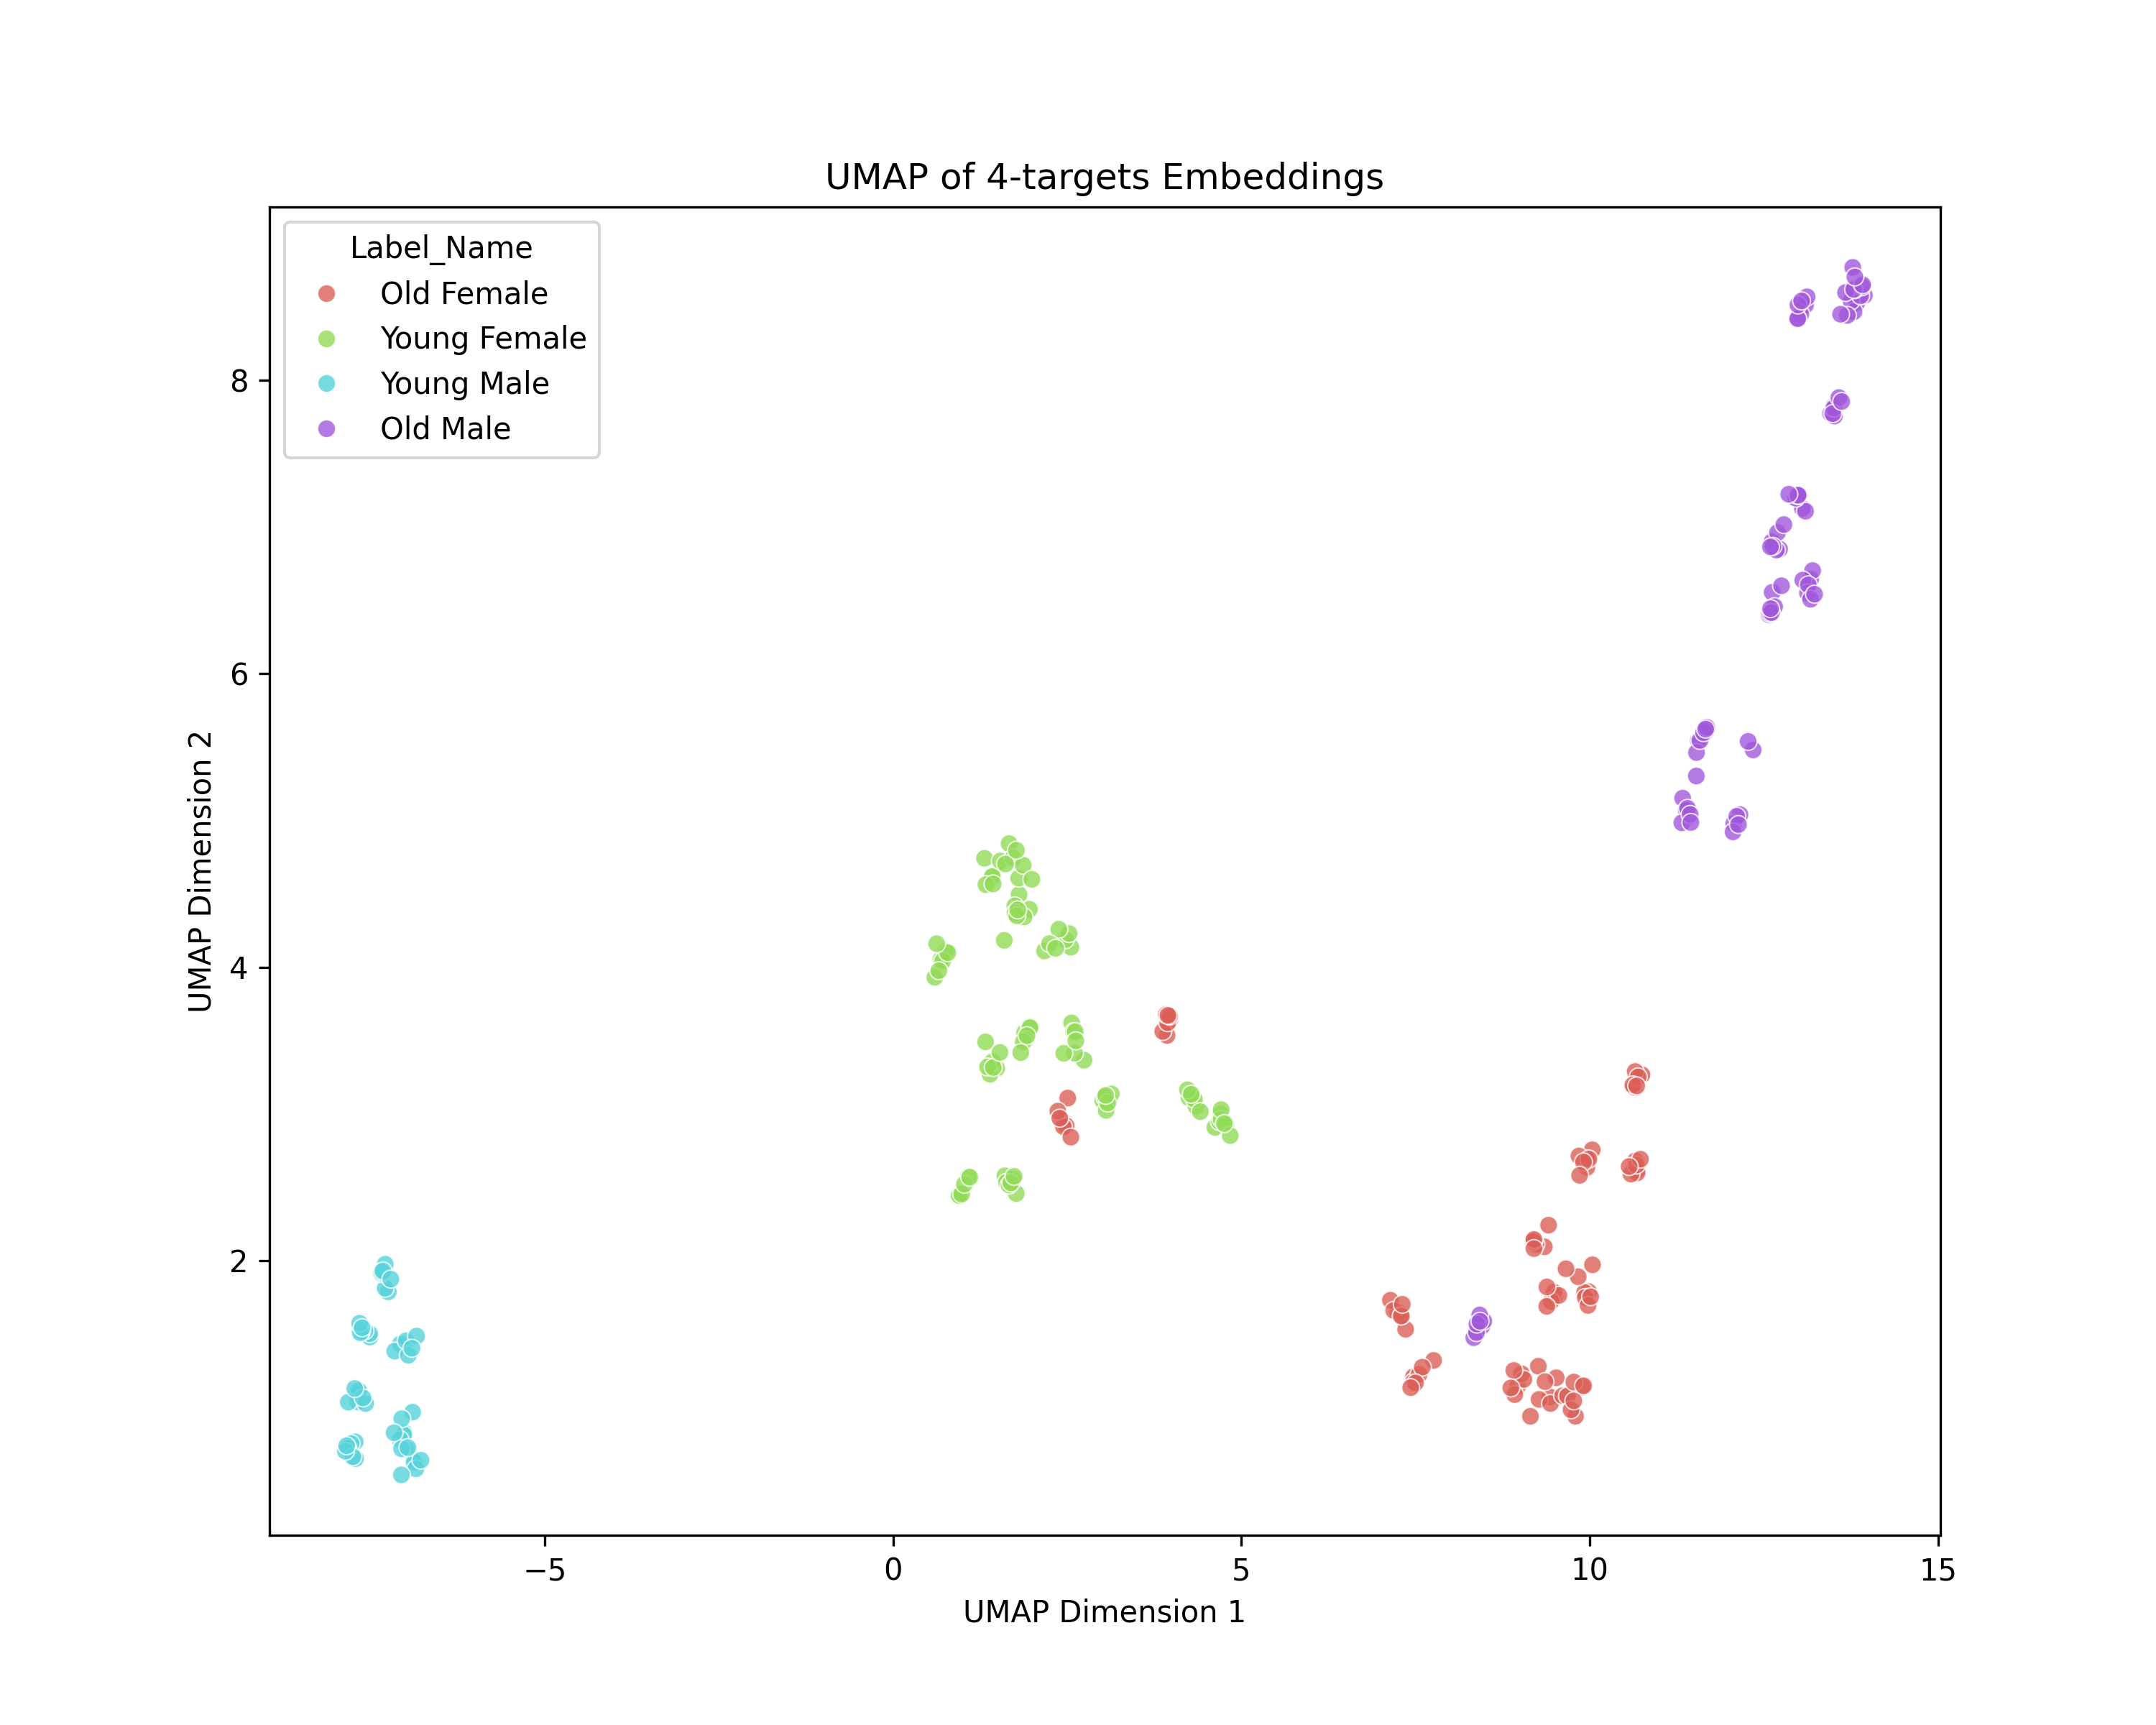 UMAP of 4-targets Embeddings
Label_Name
Old Female
Young Female
Young Male
Old Male
8
6
4
2
UMAP Dimension 2
−5
0
5
10
15
UMAP Dimension 1